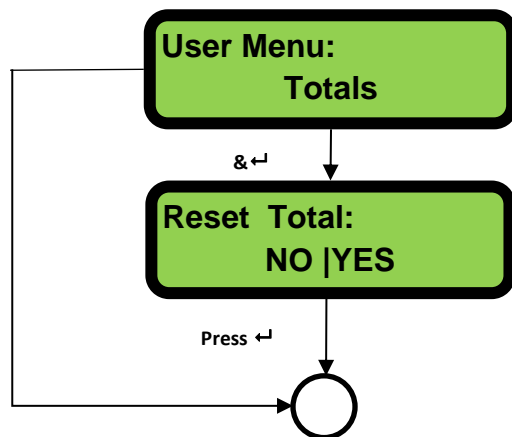 User Menu:
Totals
&↵
Reset Total:
NO |YES
Press ↵